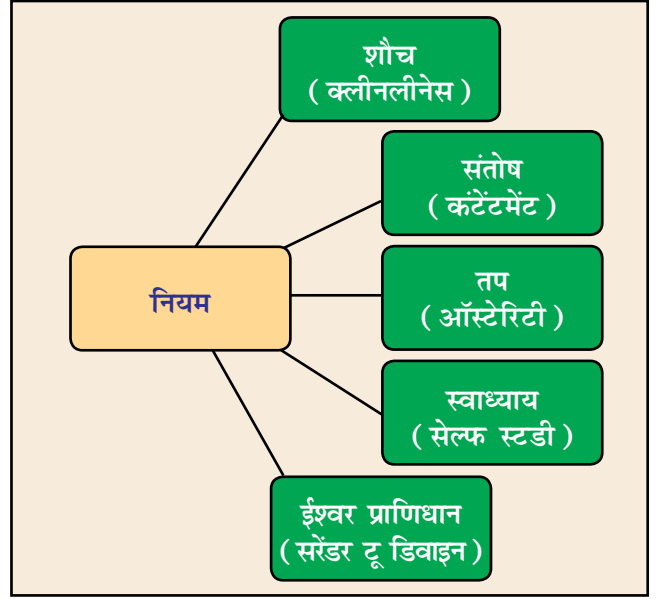 शौच
( क्लीनलीनेस )
संतोष
( कंटेंटमेंट )
नियम
तप
( ऑस्टेरिटी )
स्वाध्याय
( सेल्फ स्टडी )
ईश्वर प्राणिधान
( सरेंडर टू डिवाइन )